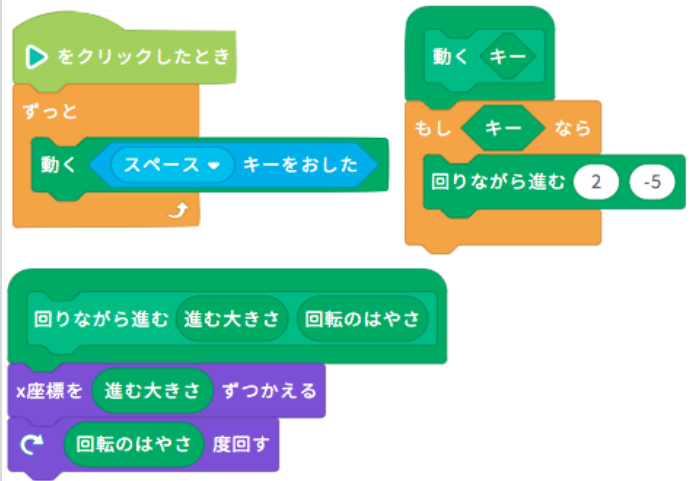 をクリックしたとき
ずっと
動く スペース キーをおした
動く キー
もし キー なら
回りながら進む 2 -5
回りながら進む 進む大きさ 回転のはやさ
x座標を 進む大きさ ずつかえる
回転のはやさ 度回す